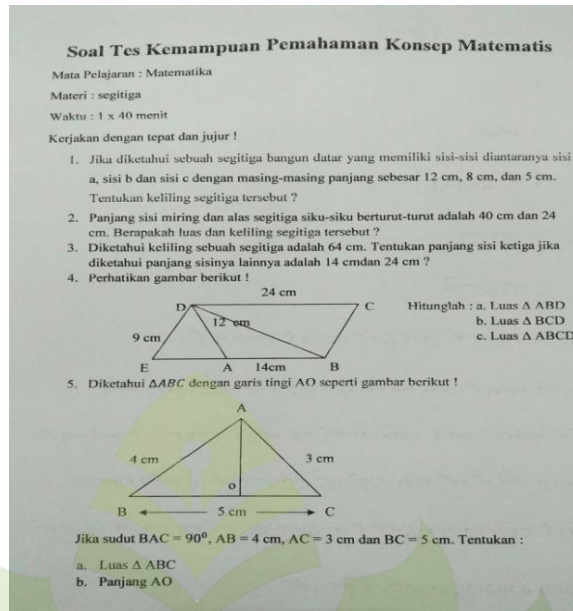 Soal Tes Kemampuan Pemahaman Konsep Matematis
Mata Pelajaran : Matematika
Materi : segitiga
Waktu : 1 x 40 menit
Kerjakan dengan tepat dan jujur !
1. Jika diketahui sebuah segitiga bangun datar yang memiliki sisi-sisi diantaranya sisi
a, sisi b dan sisi c dengan masing-masing panjang sebesar 12 cm, 8 cm, dan 5 cm.
Tentukan keliling segitiga tersebut ?
2. Panjang sisi miring dan alas segitiga siku-siku berturut-turut adalah 40 cm dan 24
cm. Berapakah luas dan keliling segitiga tersebut ?
3. Diketahui keliling sebuah segitiga adalah 64 cm. Tentukan panjang sisi ketiga jika
diketahui panjang sisinya lainnya adalah 14 cmdan 24 cm ?
4. Perhatikan gambar berikut !
24 cm
D C Hitunglah : a. Luas Δ ABD
12 cm b. Luas Δ BCD
9 cm c. Luas Δ ABCD
E A 14cm B
5. Diketahui ΔABC dengan garis tingi AO seperti gambar berikut !
A
4 cm 3 cm
o
B 5 cm C
Jika sudut BAC = 90⁰, AB = 4 cm, AC = 3 cm dan BC = 5 cm. Tentukan :
a. Luas Δ ABC
b. Panjang AO